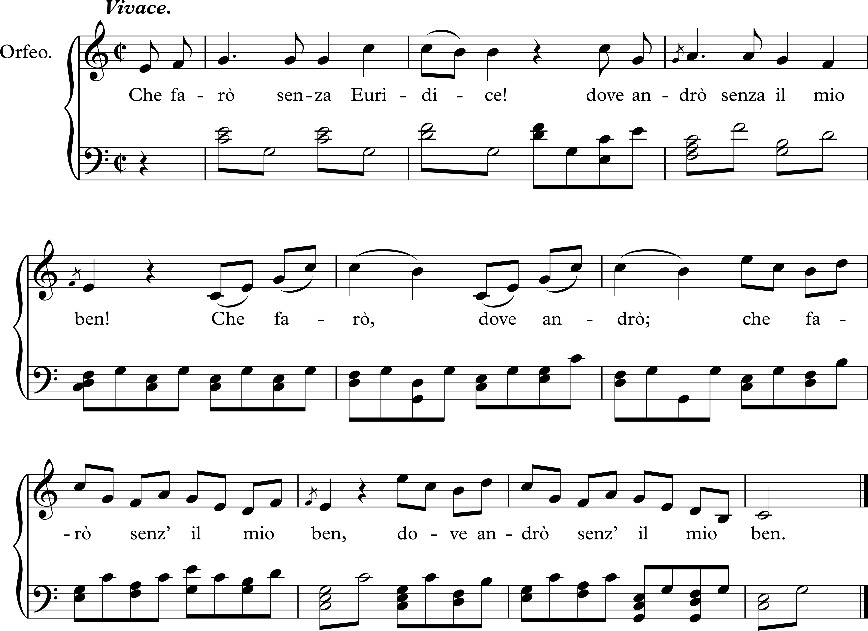 Vivace.
Orfeo.
Che fa - rò sen - za Euri - di - ce! dove an - drò senza il mio
ben! Che fa - rò, dove an - drò; che fa -
- rò senz' il mio ben, do - ve an - drò senz' il mio ben.